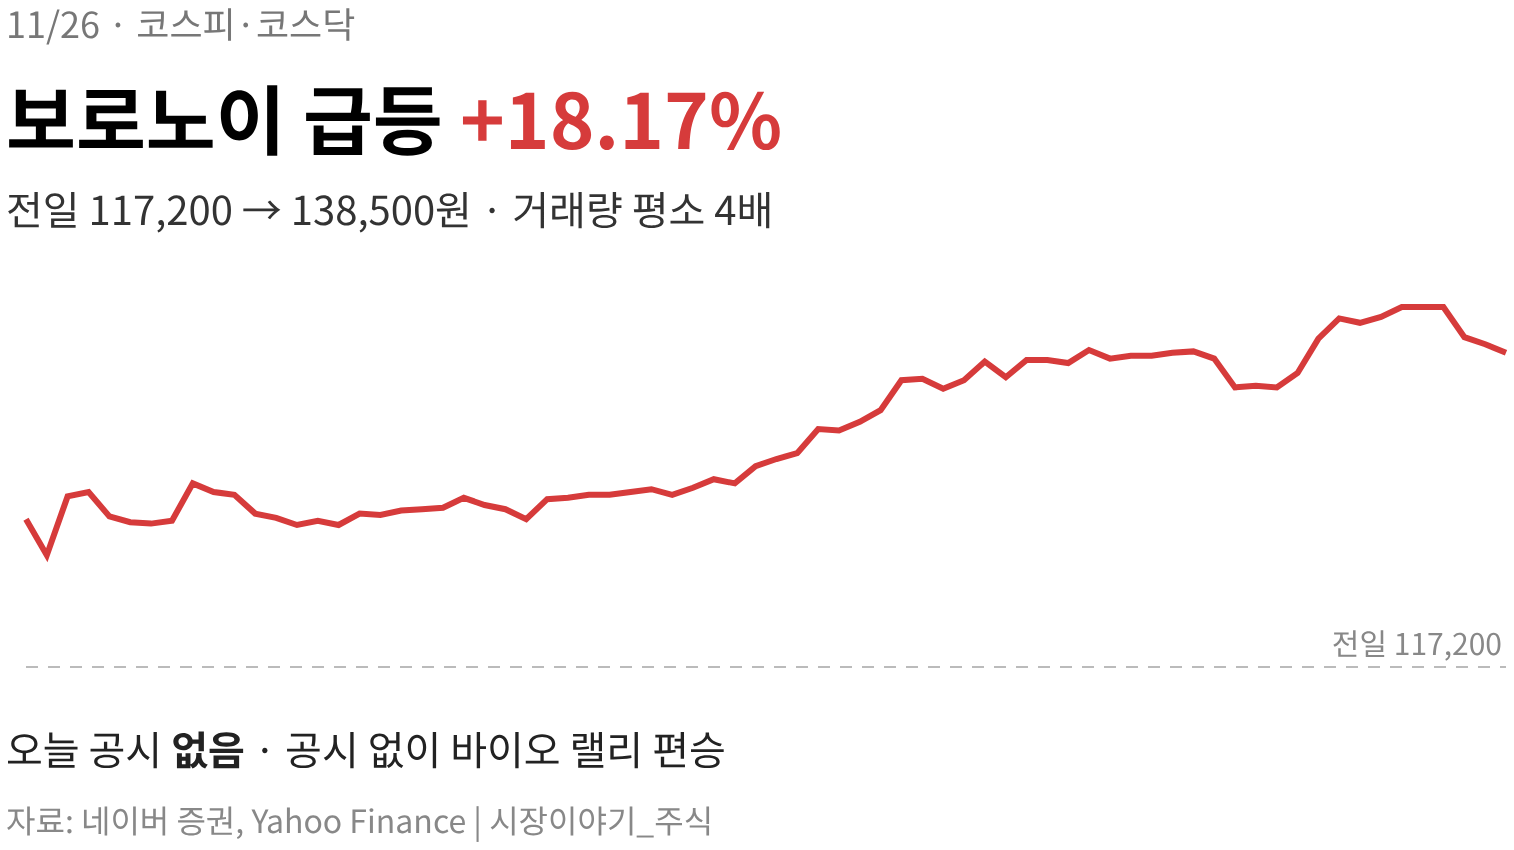 11/26 · 코스피·코스닥
보로노이 급등 +18.17%
전일 117,200 → 138,500원 · 거래량 평소 4배
전일 117,200
오늘 공시 없음 · 공시 없이 바이오 랠리 편승
자료: 네이버 증권, Yahoo Finance | 시장이야기_주식